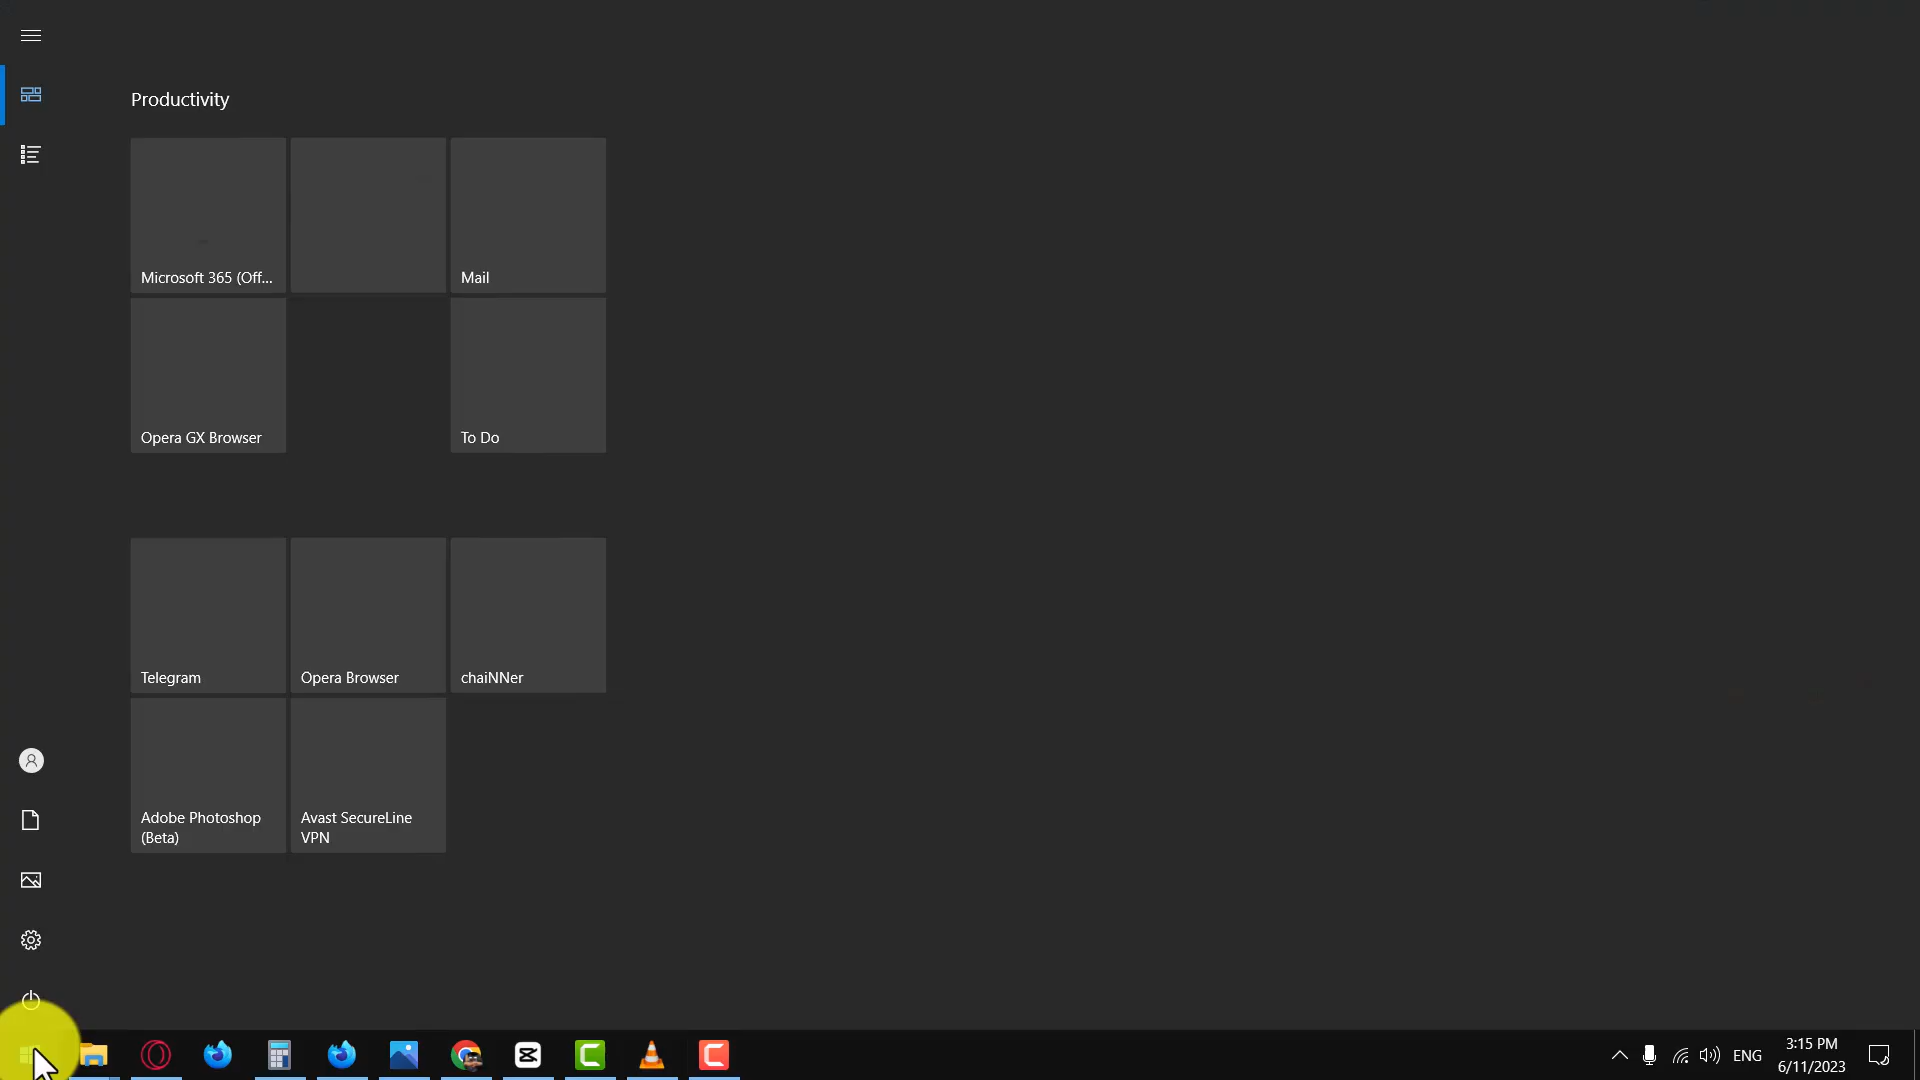 Productivity
Microsoft 365 (Off...
Mail
Opera GX Browser
To Do
Telegram
Opera Browser
chaiNNer
Adobe Photoshop
(Beta)
Avast SecureLine
VPN
ENG
3:15 PM
6/11/2023